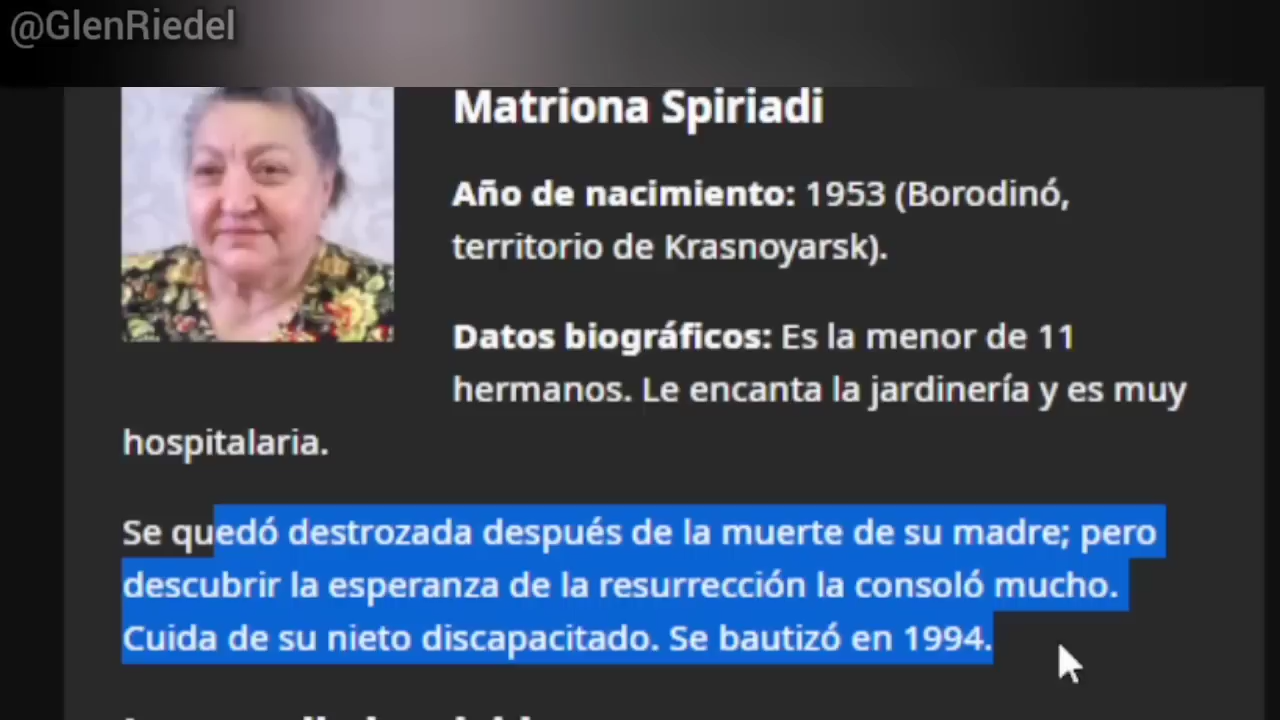 @GlenRiedel
Matriona Spiriadi
Año de nacimiento: 1953 (Borodinó,
territorio de Krasnoyarsk).
Datos biográficos: Es la menor de 11
hermanos. Le encanta la jardinería y es muy
hospitalaria.
Se quedó destrozada después de la muerte de su madre; pero
descubrir la esperanza de la resurrección la consoló mucho.
Cuida de su nieto discapacitado. Se bautizó en 1994.